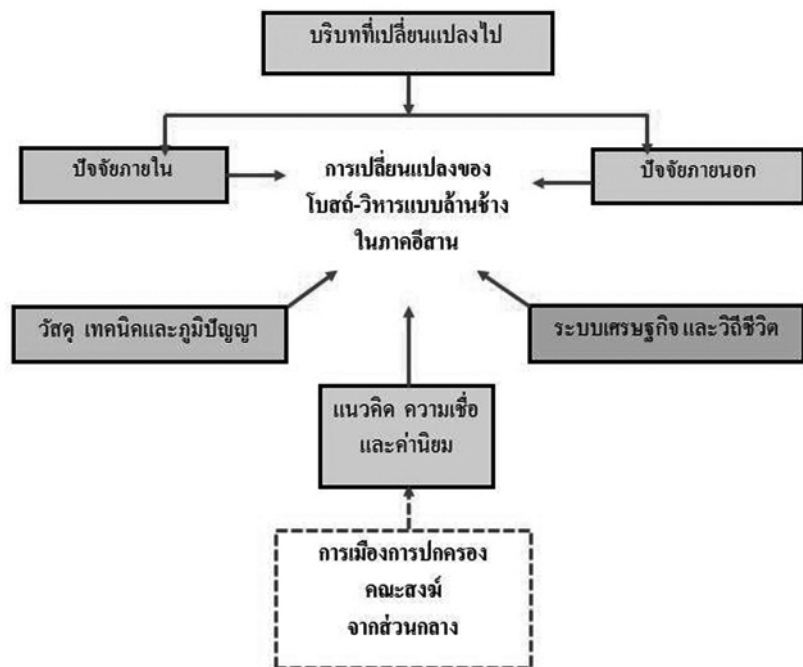 บริบทที่เปลี่ยนแปลงไป
ปัจจัยภายใน
การเปลี่ยนแปลงของ
โบสถ์-วิหารแบบล้านช้าง
ในภาคอีสาน
ปัจจัยภายนอก
วัสดุ เทคนิคและภูมิปัญญา
ระบบเศรษฐกิจ และวิถีชีวิต
แนวคิด ความเชื่อ
และค่านิยม
การเมืองการปกครอง
คณะสงฆ์
จากส่วนกลาง